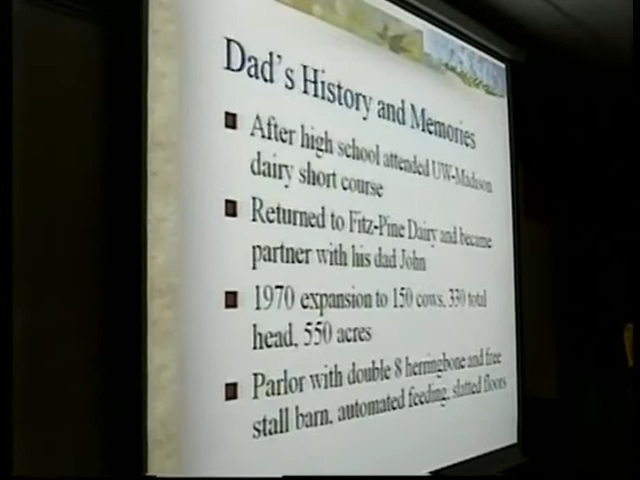 Dad's History and Memories
After high school attended UW-Madison
dairy short course
Returned to Fitz-Pine Dairy and became
partner with his dad John
1970 expansion to 150 cows, 330 total
head, 550 acres
Parlor with double 8 herringbone and free
stall barn, automated feeding, slatted floors